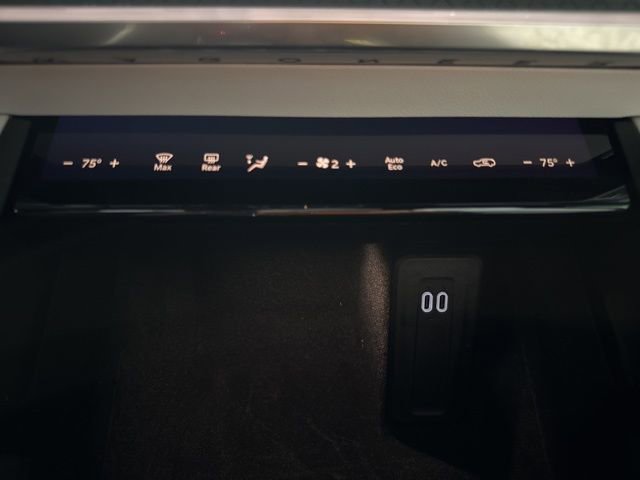 − 75° +
Max
Rear
− 2 +
Auto
Eco
A/C
− 75° +
00